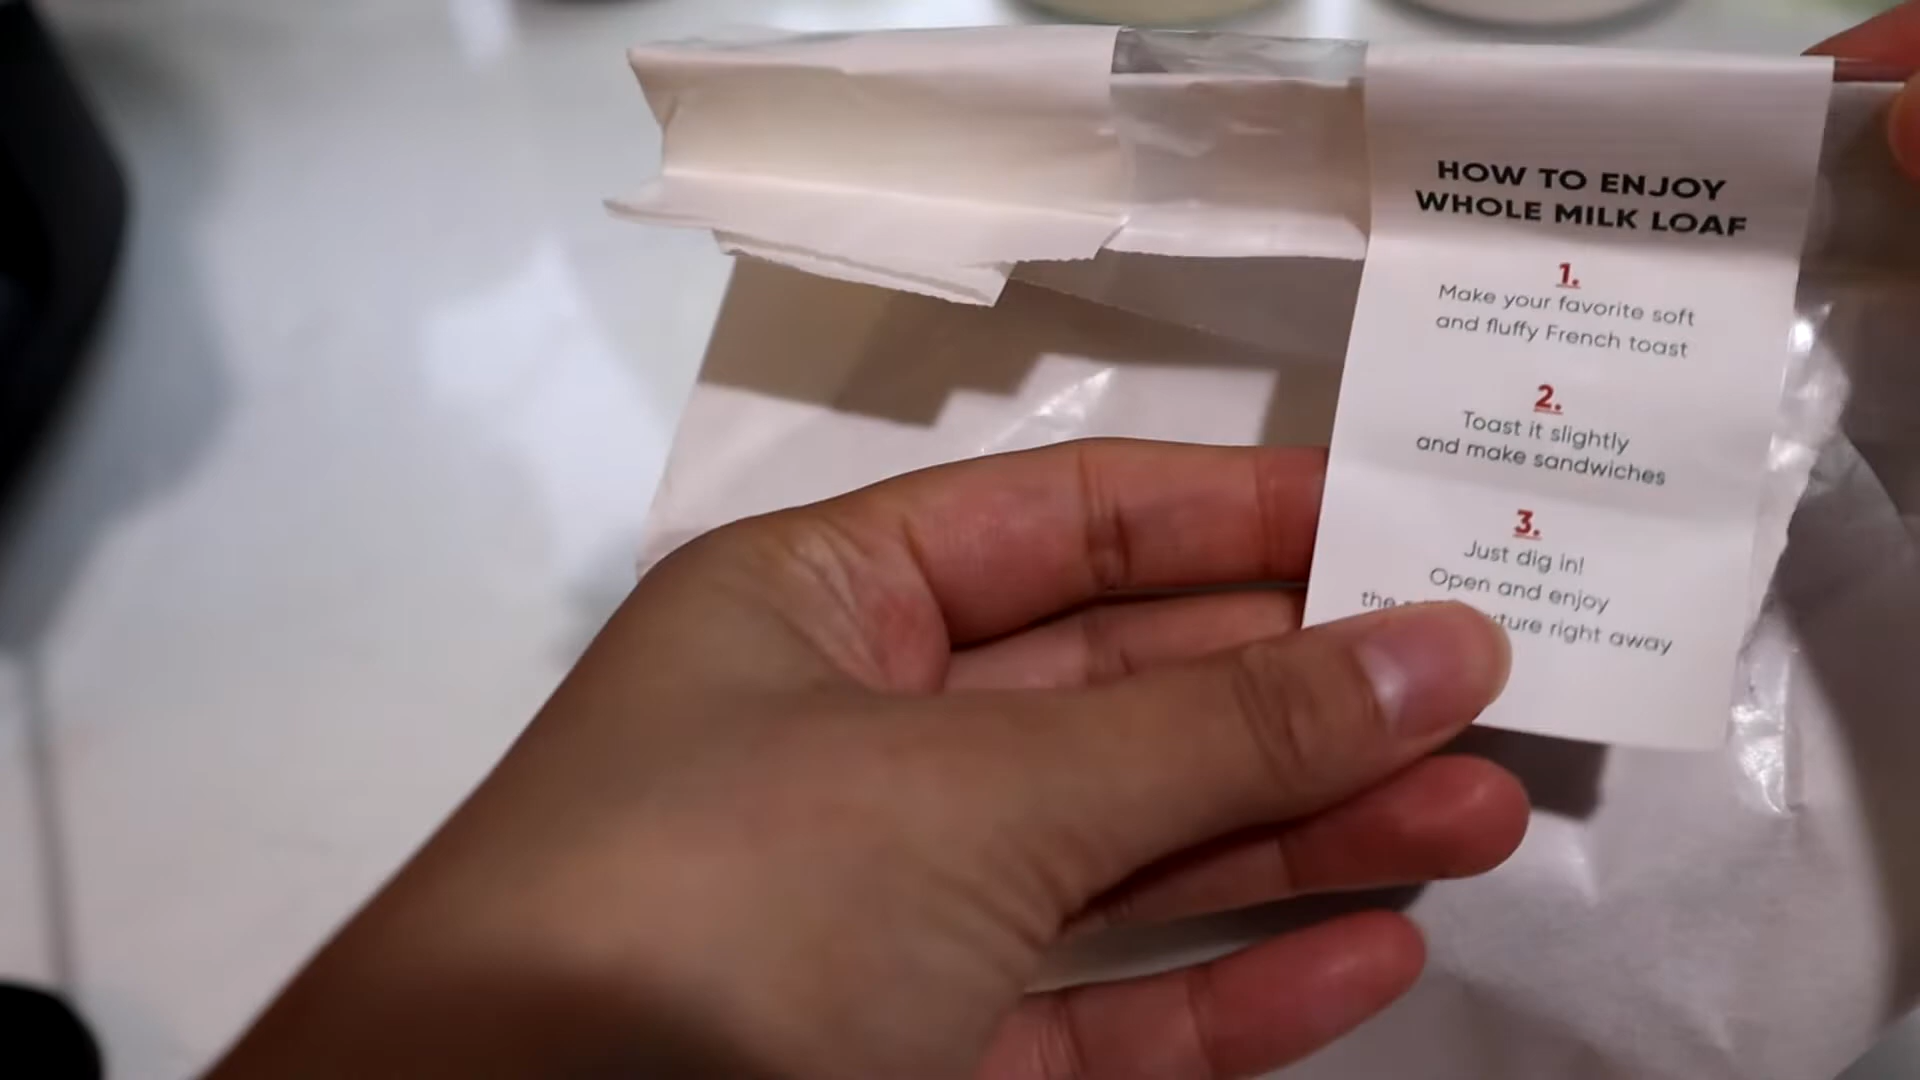 HOW TO ENJOY
WHOLE MILK LOAF
1.
Make your favorite soft
and fluffy French toast
2.
Toast it slightly
and make sandwiches
3.
Just dig in!
Open and enjoy
the right away